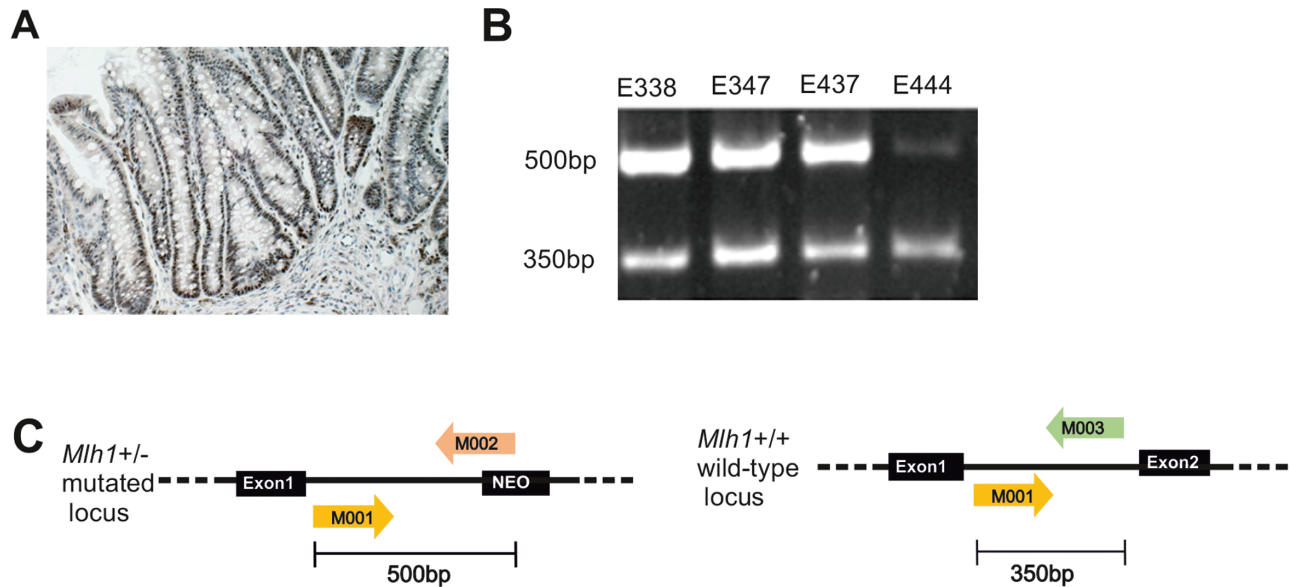 A
B
E338 E347 E437 E444
500bp
350bp
C
Mlh1+/-
mutated
locus
Exon1
M002
NEO
M001
500bp
Mlh1+/+
wild-type
locus
Exon1
M003
Exon2
M001
350bp